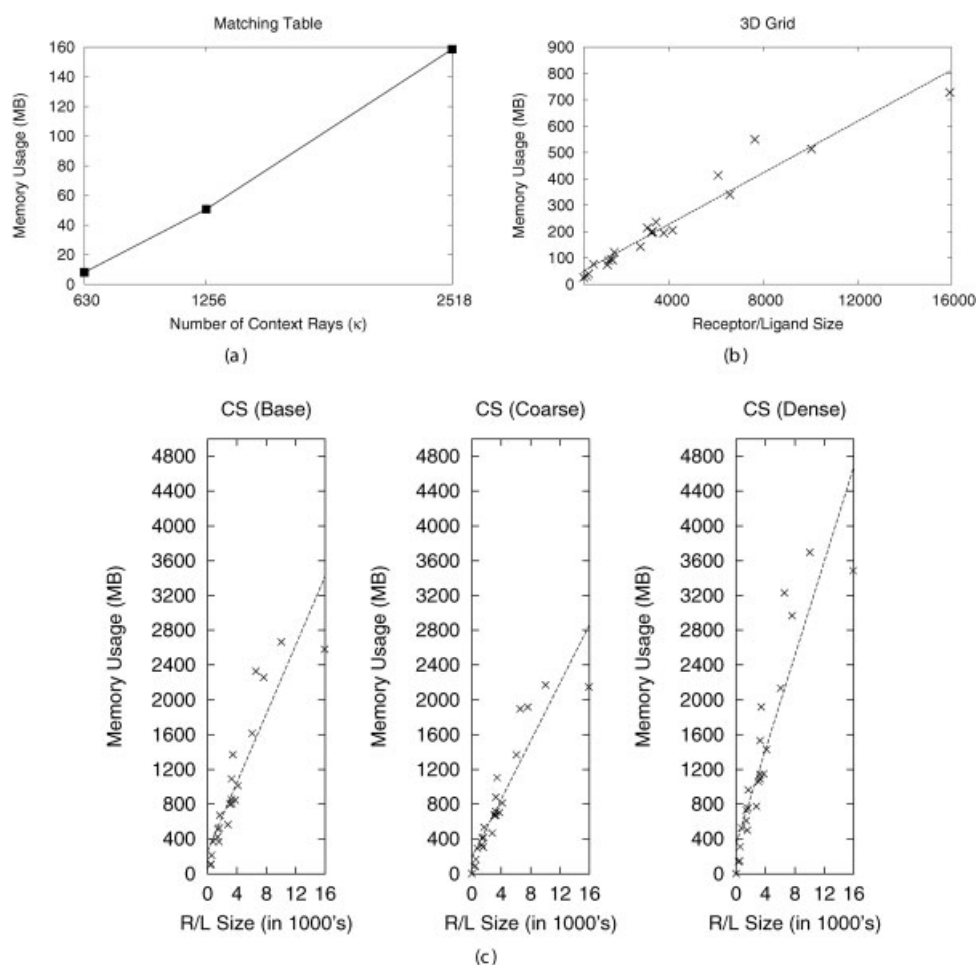 Matching Table
160
140
120
100
80
60
40
20
0
Memory Usage (MB)
630 1256 2518
Number of Context Rays (κ)
(a)
3D Grid
900
800
700
600
500
400
300
200
100
0
Memory Usage (MB)
4000 8000 12000 16000
Receptor/Ligand Size
(b)
CS (Base)
4800
4400
4000
3600
3200
2800
2400
2000
1600
1200
800
400
0
Memory Usage (MB)
0 4 8 12 16
R/L Size (in 1000's)
CS (Coarse)
4800
4400
4000
3600
3200
2800
2400
2000
1600
1200
800
400
0
Memory Usage (MB)
0 4 8 12 16
R/L Size (in 1000's)
CS (Dense)
4800
4400
4000
3600
3200
2800
2400
2000
1600
1200
800
400
0
Memory Usage (MB)
0 4 8 12 16
R/L Size (in 1000's)
(c)